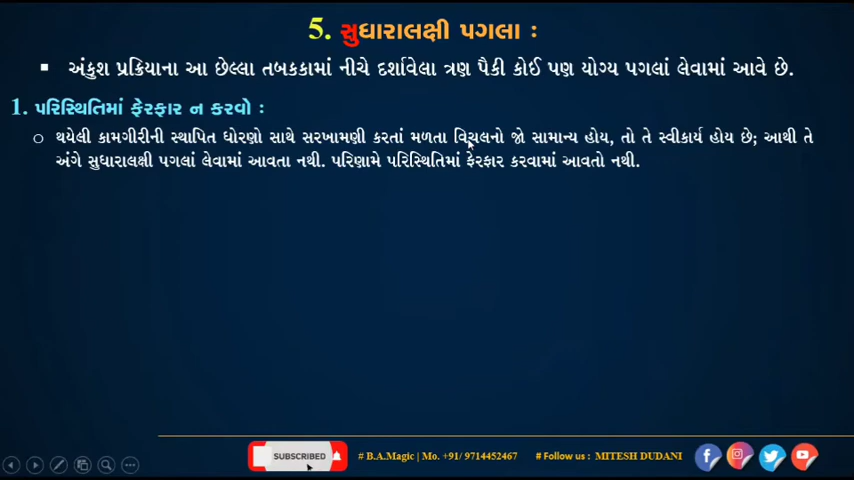 5. સુધારાલક્ષી પગલા :
▪ અંકુશ પ્રક્રિયાના આ છેલ્લા તબકકામાં નીચે દર્શાવેલા ત્રણ પૈકી કોઈ પણ યોગ્ય પગલાં લેવામાં આવે છે.
1. પરિસ્થિતિમાં ફેરફાર ન કરવો :
○ થયેલી કામગીરીની સ્થાપિત ધોરણો સાથે સરખામણી કરતાં મળતા વિચલનો જો સામાન્ય હોય, તો તે સ્વીકાર્ય હોય છે; આથી તે
અંગે સુધારાલક્ષી પગલાં લેવામાં આવતા નથી. પરિણામે પરિસ્થિતિમાં ફેરફાર કરવામાં આવતો નથી.
SUBSCRIBED # B.A.Magic | Mo. +91/ 9714452467 # Follow us : MITESH DUDANI